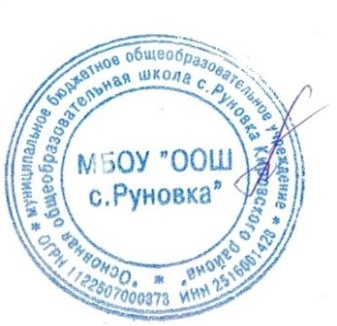 * муниципальное бюджетное общеобразовательное учреждение *
ОГРН 1122507000373 ИНН 2516001428
"Основная общеобразовательная школа с.Руновка Кировского района" *
МБОУ "ООШ
с.Руновка"